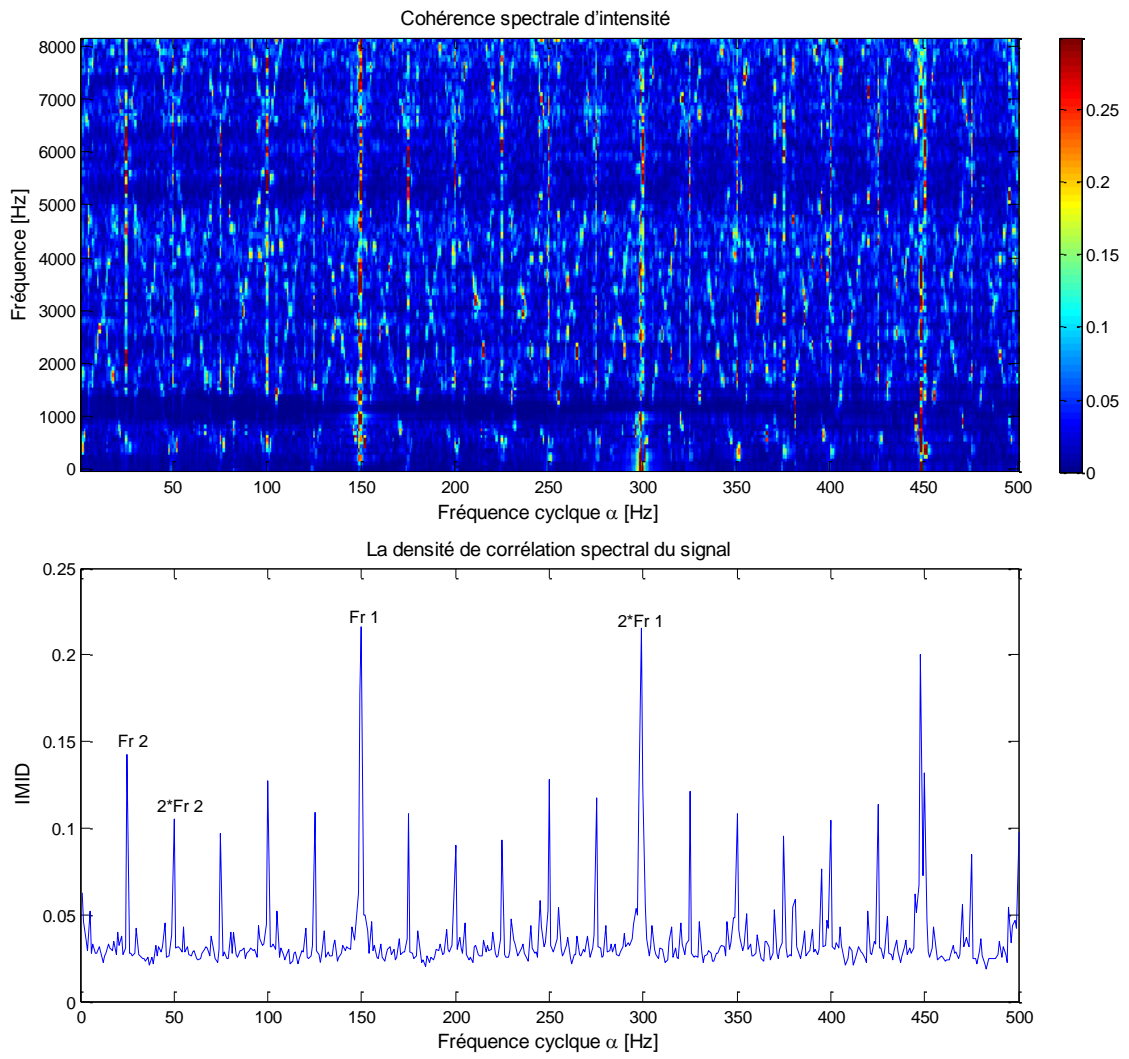 Cohérence spectrale d'intensité
8000
7000
6000
5000
4000
3000
2000
1000
0
Fréquence [Hz]
50 100 150 200 250 300 350 400 450 500
Fréquence cyclque α [Hz]
0.25
0.2
0.15
0.1
0.05
0
La densité de corrélation spectral du signal
0.25
0.2
0.15
0.1
0.05
0
IMID
Fr 1
2*Fr 1
Fr 2
2*Fr 2
0 50 100 150 200 250 300 350 400 450 500
Fréquence cyclque α [Hz]